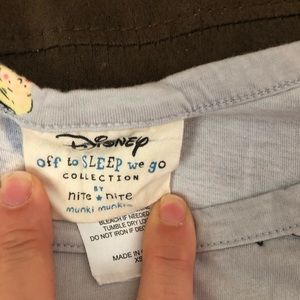 Disney
off to SLEEP we go
COLLECTION
BY
nite ★ nite
munki munki
BLEACH IF NEEDED
TUMBLE DRY LO
DO NOT IRON IF DEC
MADE IN
XS